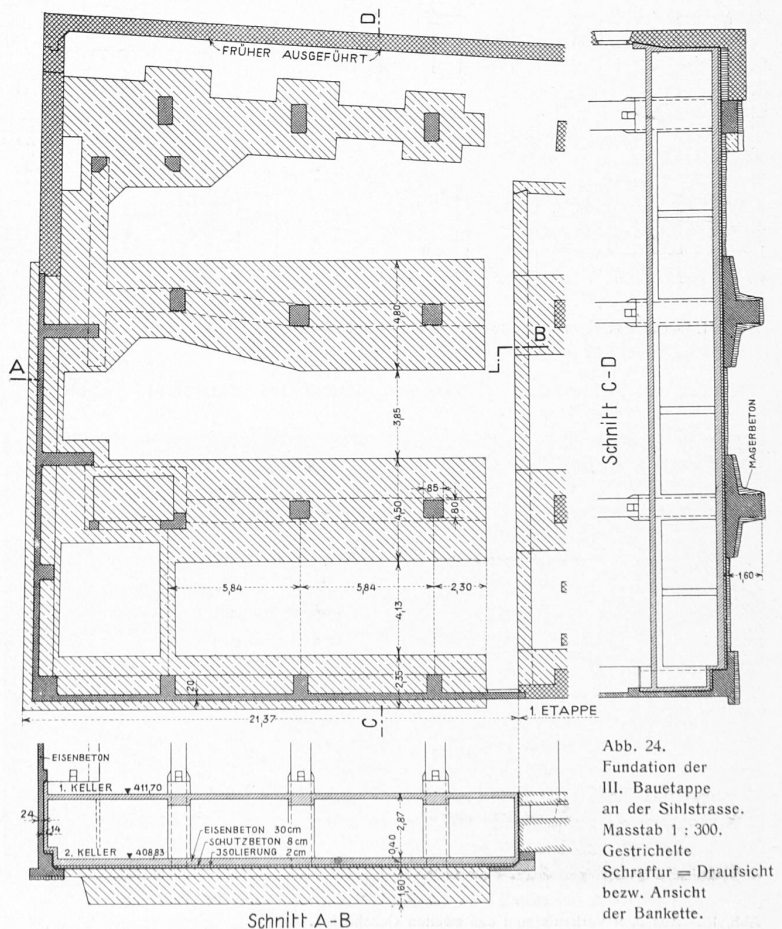 D
FRÜHER AUSGEFÜHRT
A
B
4,80
3,85
85
80
4,50
5,84
5,84
2,30
4,13
2,35
20
21,37
C
1. ETAPPE
Schnitt C-D
MAGERBETON
1,60
EISENBETON
1. KELLER 411,70
24
14
EISENBETON 30cm
SCHUTZBETON 8cm
JSOLIERUNG 2cm
2. KELLER 408,83
2,87
0,40
1,60
Schnitt A-B
Abb. 24.
Fundation der
III. Bauetappe
an der Sihlstrasse.
Masstab 1 : 300.
Gestrichelte
Schraffur = Draufsicht
bezw. Ansicht
der Bankette.